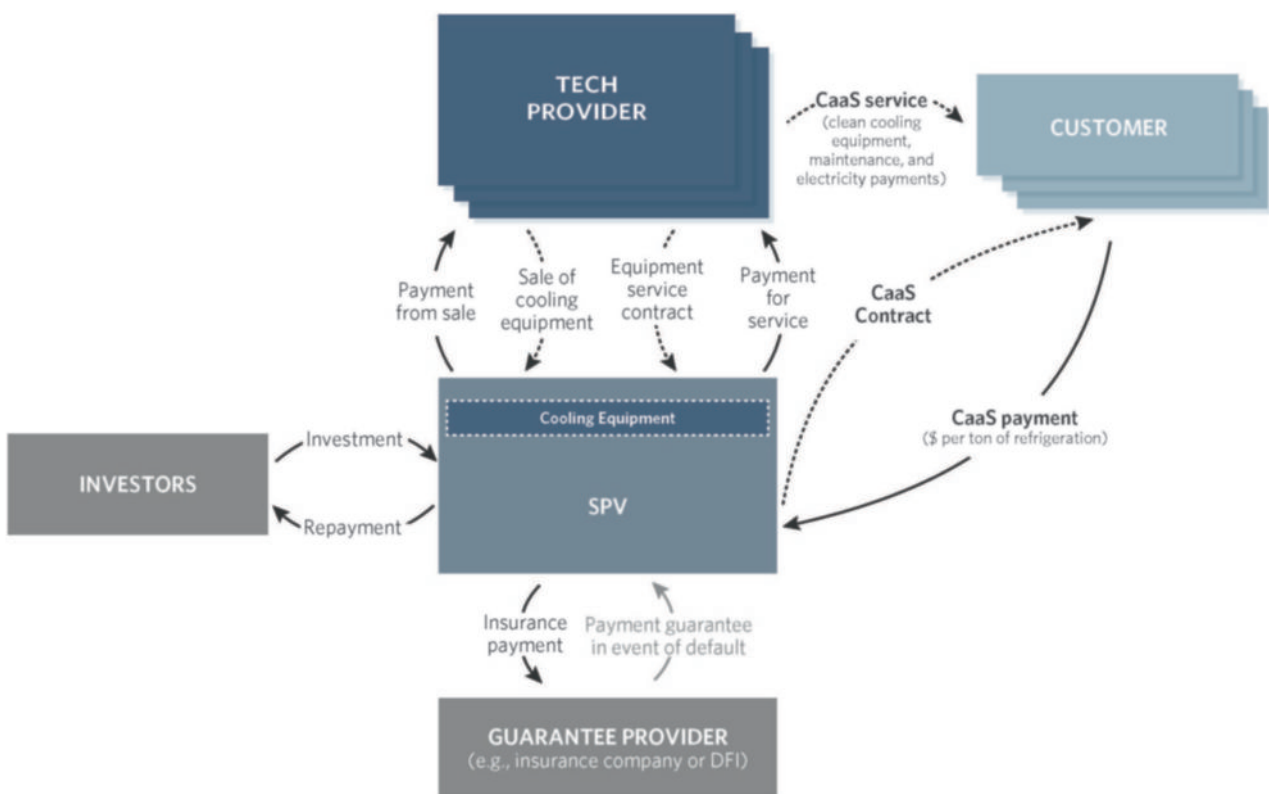 TECH
PROVIDER
CaaS service
(clean cooling
equipment,
maintenance, and
electricity payments)
CUSTOMER
Payment
from sale
Sale of
cooling
equipment
Equipment
service
contract
Payment
for
service
CaaS
Contract
CaaS payment
($ per ton of refrigeration)
Cooling Equipment
SPV
INVESTORS
Investment
Repayment
Insurance
payment
Payment guarantee
in event of default
GUARANTEE PROVIDER
(e.g., insurance company or DFI)